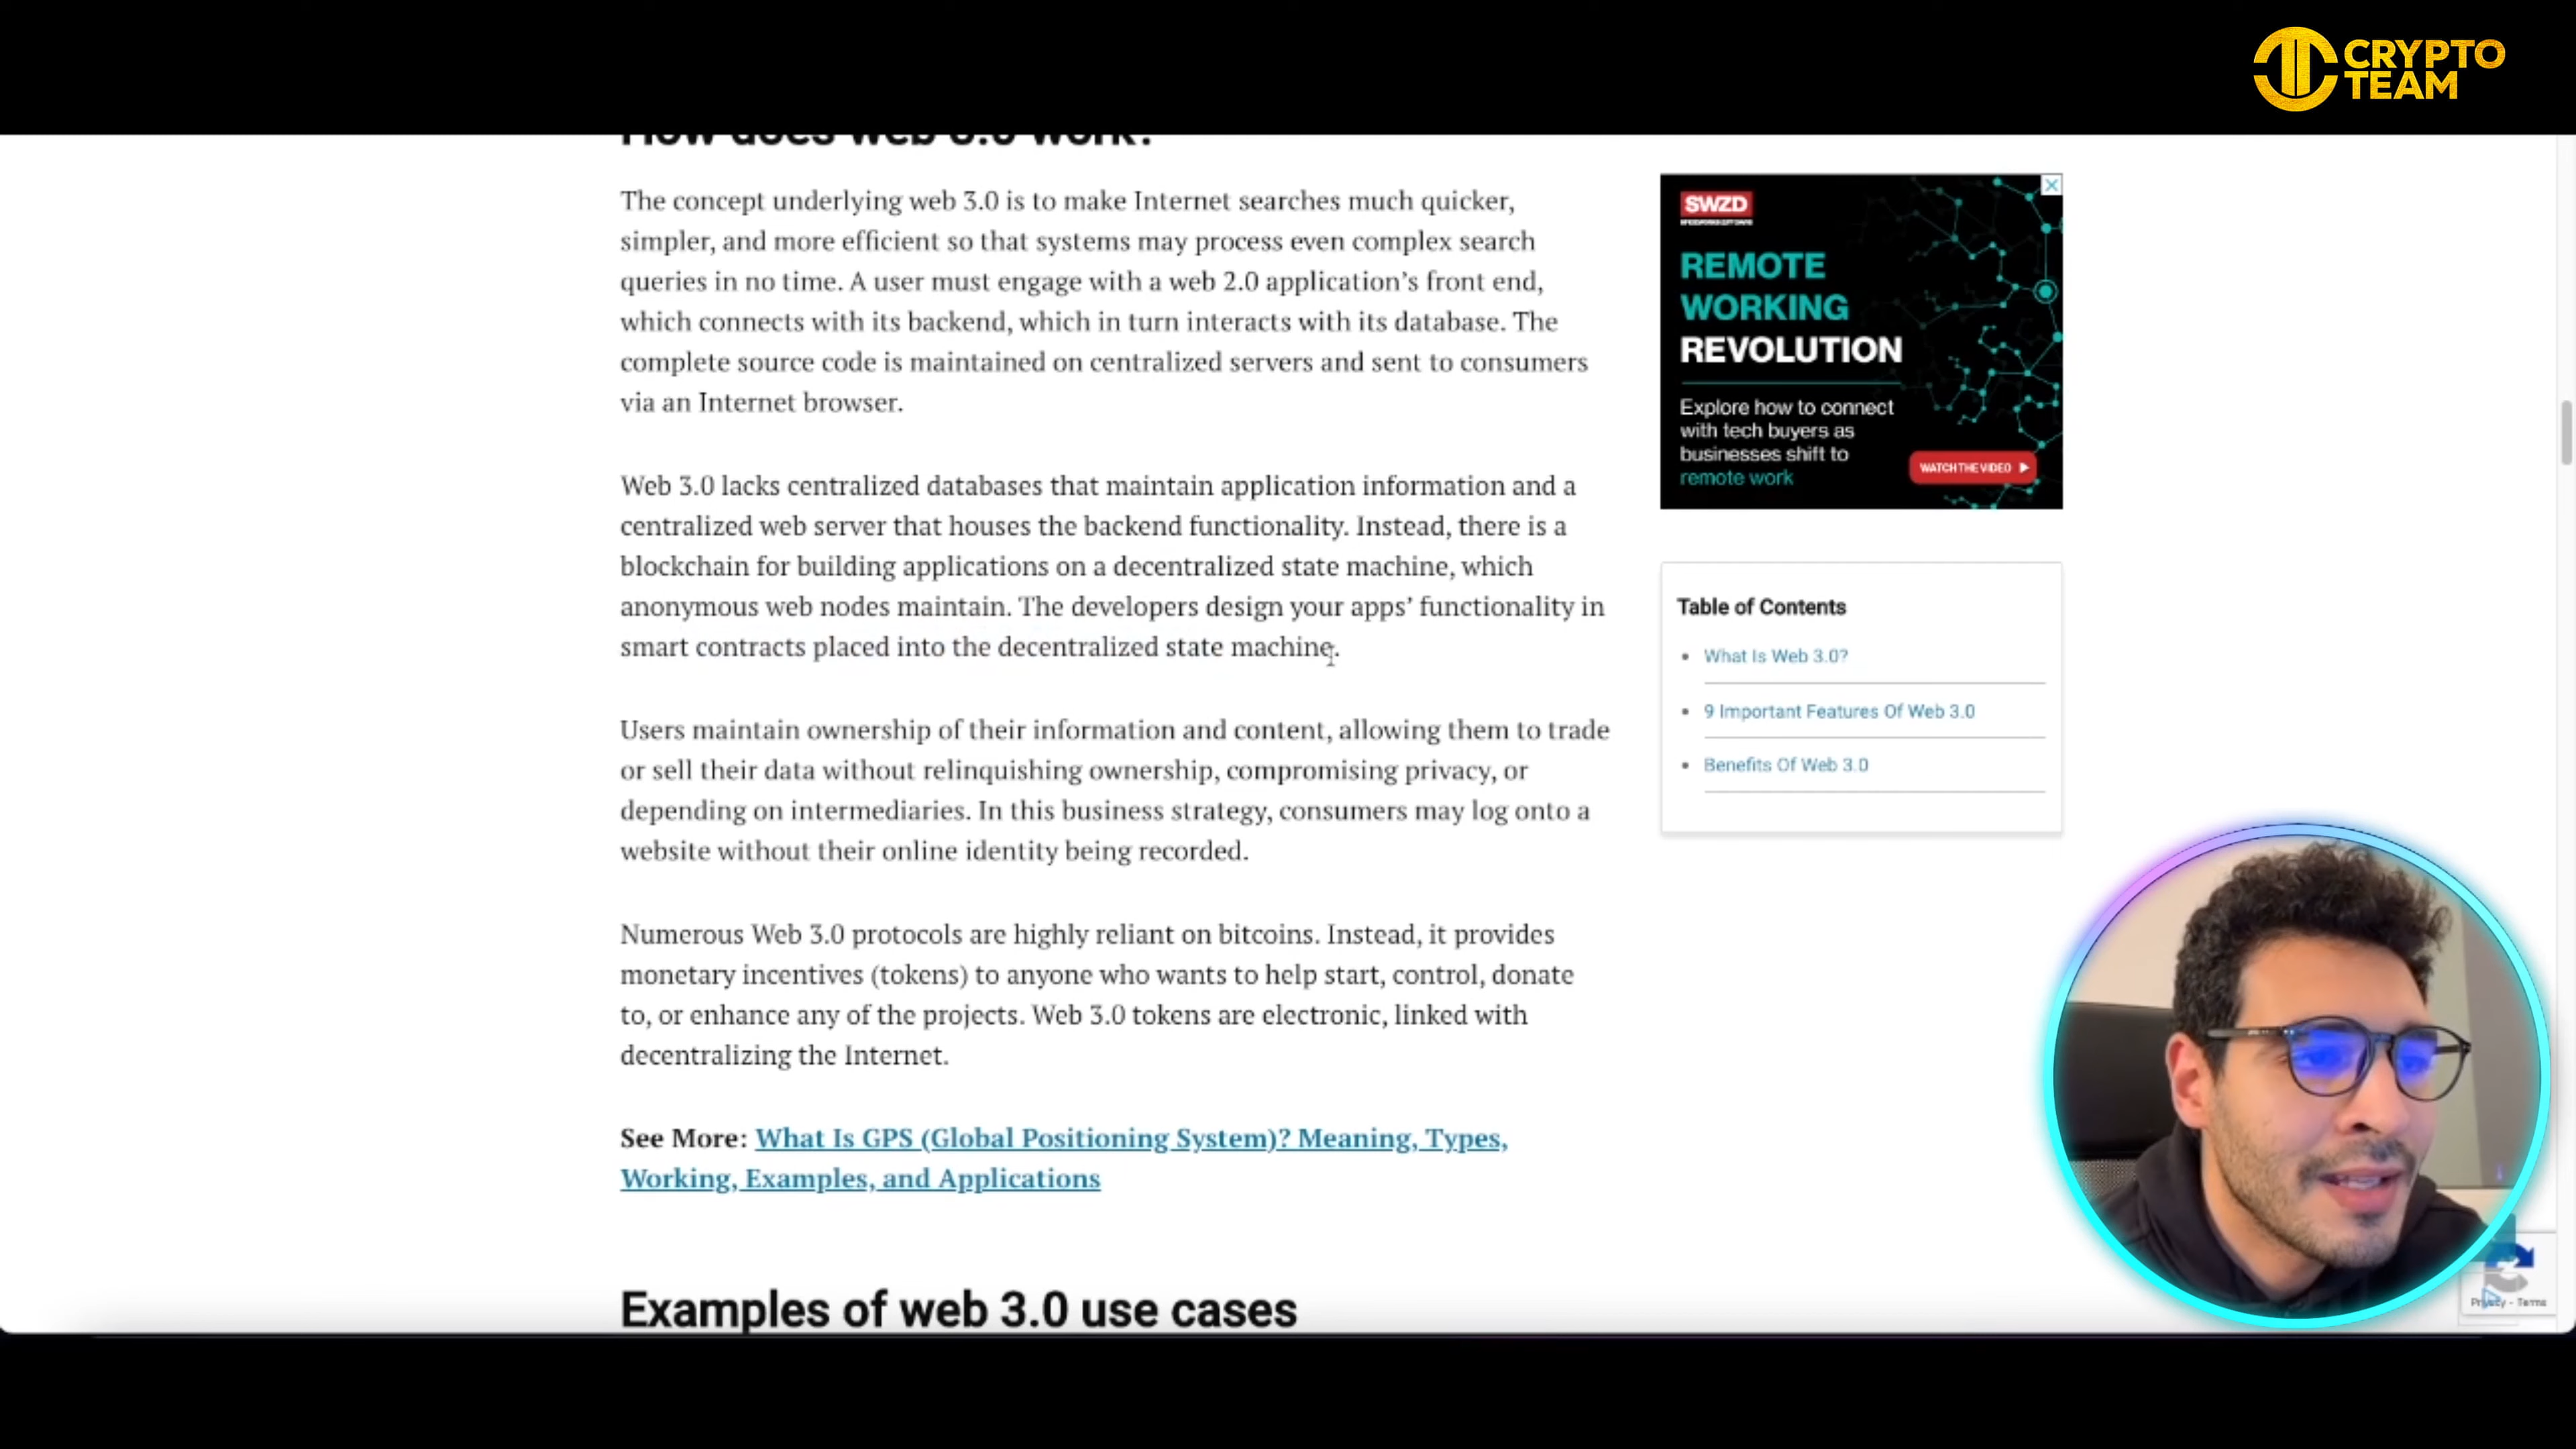 CRYPTO
TEAM
How does web 3.0 work?
The concept underlying web 3.0 is to make Internet searches much quicker,
simpler, and more efficient so that systems may process even complex search
queries in no time. A user must engage with a web 2.0 application's front end,
which connects with its backend, which in turn interacts with its database. The
complete source code is maintained on centralized servers and sent to consumers
via an Internet browser.
Web 3.0 lacks centralized databases that maintain application information and a
centralized web server that houses the backend functionality. Instead, there is a
blockchain for building applications on a decentralized state machine, which
anonymous web nodes maintain. The developers design your apps' functionality in
smart contracts placed into the decentralized state machine.
Users maintain ownership of their information and content, allowing them to trade
or sell their data without relinquishing ownership, compromising privacy, or
depending on intermediaries. In this business strategy, consumers may log onto a
website without their online identity being recorded.
Numerous Web 3.0 protocols are highly reliant on bitcoins. Instead, it provides
monetary incentives (tokens) to anyone who wants to help start, control, donate
to, or enhance any of the projects. Web 3.0 tokens are electronic, linked with
decentralizing the Internet.
See More: What Is GPS (Global Positioning System)? Meaning, Types,
Working, Examples, and Applications
Examples of web 3.0 use cases
SWZD
REMOTE
WORKING
REVOLUTION
Explore how to connect
with tech buyers as
businesses shift to
remote work
WATCH THE VIDEO
Table of Contents
• What Is Web 3.0?
• 9 Important Features Of Web 3.0
• Benefits Of Web 3.0
Privacy - Terms